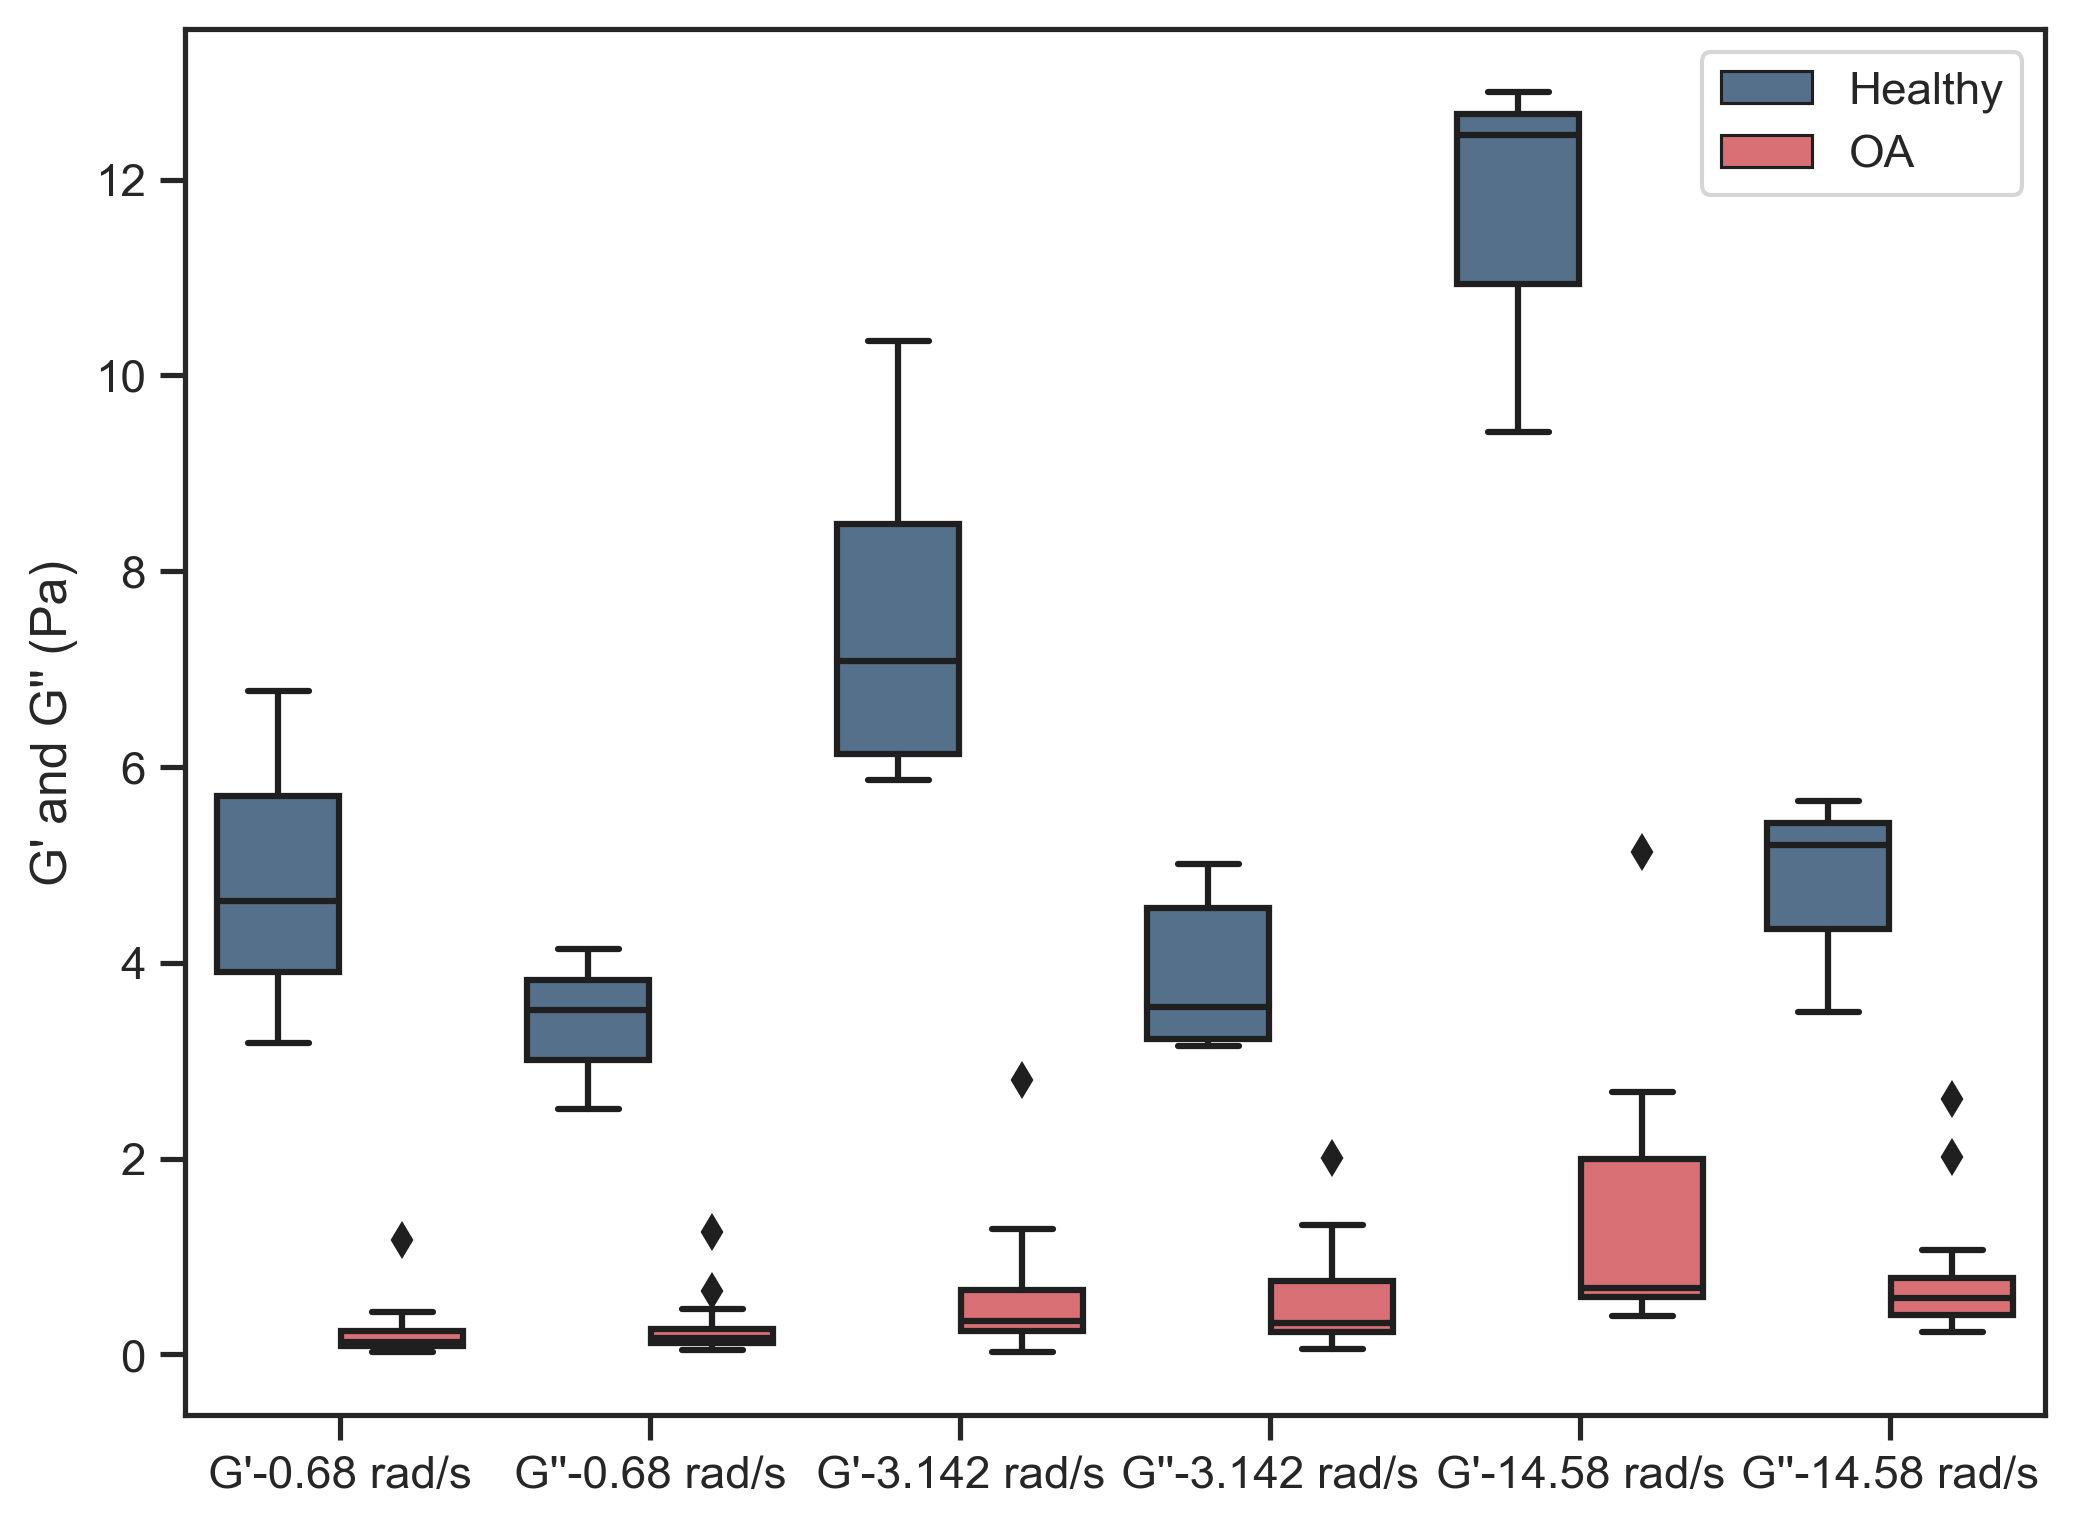 Healthy
OA
12
10
8
6
4
2
0
G' and G" (Pa)
G'-0.68 rad/s
G"-0.68 rad/s
G'-3.142 rad/s
G"-3.142 rad/s
G'-14.58 rad/s
G"-14.58 rad/s